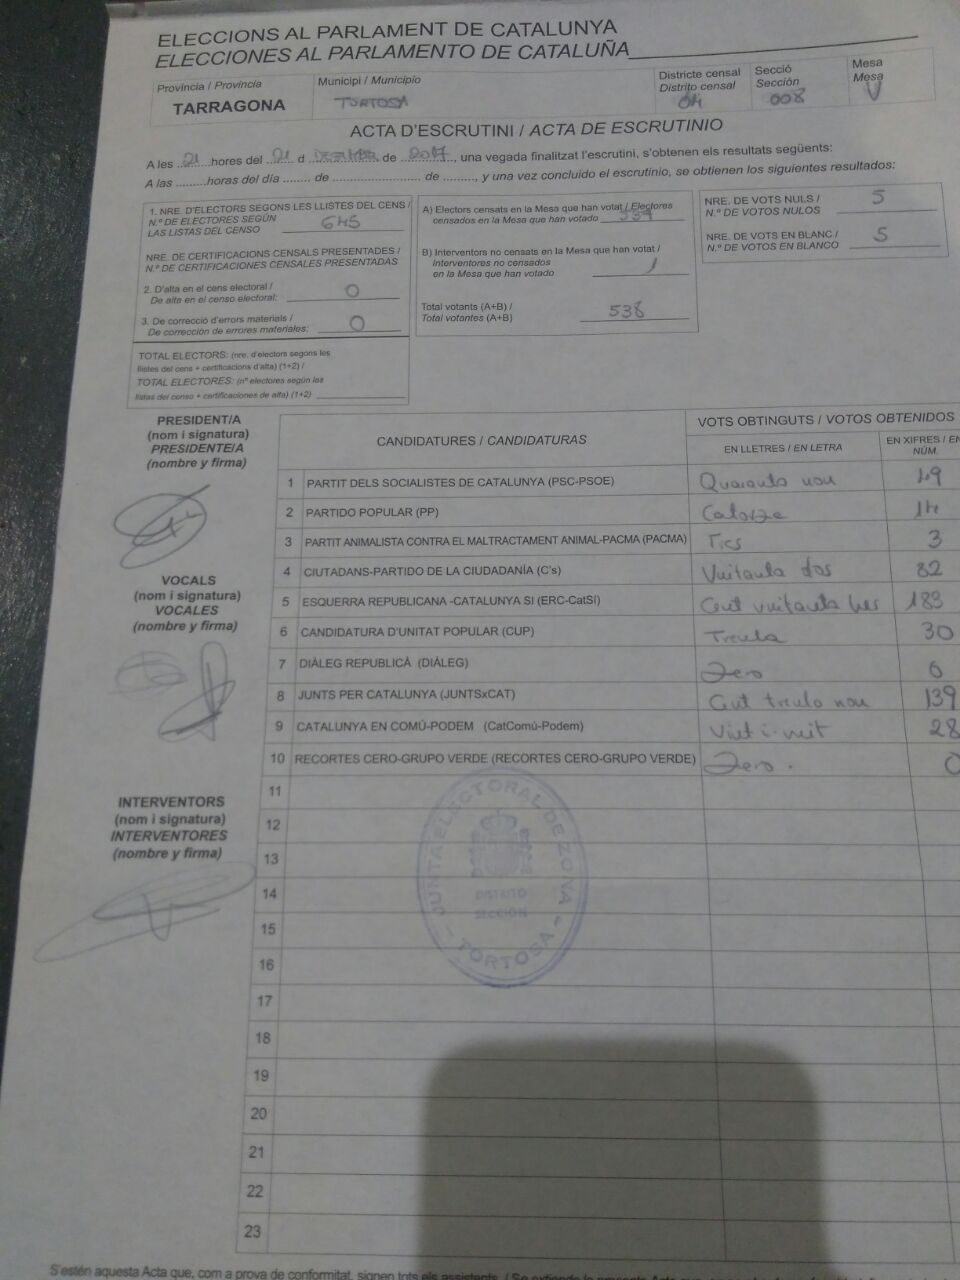 ELECCIONS AL PARLAMENT DE CATALUNYA
ELECCIONES AL PARLAMENTO DE CATALUÑA
Província / Provincia
TARRAGONA
Municipi / Municipio
TORTOSA
Districte censal
Distrito censal
04
Secció
Sección
008
Mesa
Mesa
U
ACTA D'ESCRUTINI / ACTA DE ESCRUTINIO
A les 21 hores del 21 d de 2017, una vegada finalitzat l'escrutini, s'obtenen els resultats següents:
A las .........horas del día ........ de .......................... de ........., y una vez concluido el escrutinio, se obtienen los siguientes resultados:
1. NRE. D'ELECTORS SEGONS LES LLISTES DEL CENS /
N.º DE ELECTORES SEGÚN
LAS LISTAS DEL CENSO 645
NRE. DE CERTIFICACIONS CENSALS PRESENTADES /
N.º DE CERTIFICACIONES CENSALES PRESENTADAS
2. D'alta en el cens electoral /
De alta en el censo electoral: 0
3. De correcció d'errors materials /
De corrección de errores materiales: 0
TOTAL ELECTORS: (nre. d'electors segons les
llistes del cens + certificacions d'alta) (1+2) /
TOTAL ELECTORES: (nº electores según las
listas del censo + certificaciones de alta) (1+2)
A) Electors censats en la Mesa que han votat / Electores
censados en la Mesa que han votado 537
B) Interventors no censats en la Mesa que han votat /
Interventores no censados
en la Mesa que han votado 1
Total votants (A+B) /
Total votantes (A+B) 538
NRE. DE VOTS NULS /
N.º DE VOTOS NULOS 5
NRE. DE VOTS EN BLANC /
N.º DE VOTOS EN BLANCO 5
PRESIDENT/A
(nom i signatura)
PRESIDENTE/A
(nombre y firma)
VOCALS
(nom i signatura)
VOCALES
(nombre y firma)
INTERVENTORS
(nom i signatura)
INTERVENTORES
(nombre y firma)
CANDIDATURES / CANDIDATURAS
VOTS OBTINGUTS / VOTOS OBTENIDOS
EN LLETRES / EN LETRA
EN XIFRES / EN
NÚM.
1 PARTIT DELS SOCIALISTES DE CATALUNYA (PSC-PSOE) Quaranta nou 49
2 PARTIDO POPULAR (PP) Catorze 14
3 PARTIT ANIMALISTA CONTRA EL MALTRACTAMENT ANIMAL-PACMA (PACMA) Tres 3
4 CIUTADANS-PARTIDO DE LA CIUDADANÍA (C's) Vuitanta dos 82
5 ESQUERRA REPUBLICANA -CATALUNYA SI (ERC-CatSí) Cent vuitanta tres 183
6 CANDIDATURA D'UNITAT POPULAR (CUP) Trenta 30
7 DIÀLEG REPUBLICÀ (DIÀLEG) Zero 0
8 JUNTS PER CATALUNYA (JUNTSxCAT) Cent trenta nou 139
9 CATALUNYA EN COMÚ-PODEM (CatComú-Podem) Vint i vuit 28
10 RECORTES CERO-GRUPO VERDE (RECORTES CERO-GRUPO VERDE) Zero. 0
11
12
13
14
15
16
17
18
19
20
21
22
23
JUNTA ELECTORAL DE ZONA
DISTRITO
SECCION
- TORTOSA -
S'estén aquesta Acta que, com a prova de conformitat, signen tots els assistents. / Se extiende la presente Acta